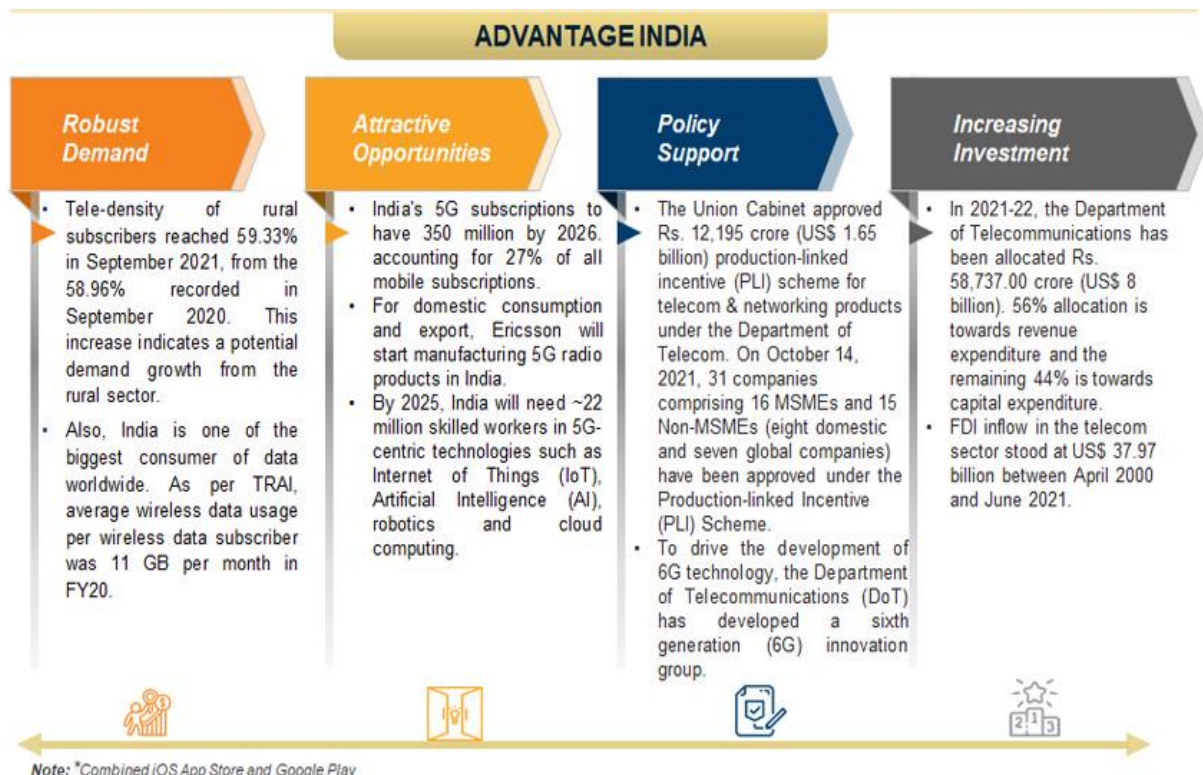 ADVANTAGE INDIA
Robust
Demand
• Tele-density of rural
subscribers reached 59.33%
in September 2021, from the
58.96% recorded in
September 2020. This
increase indicates a potential
demand growth from the
rural sector.
• Also, India is one of the
biggest consumer of data
worldwide. As per TRAI,
average wireless data usage
per wireless data subscriber
was 11 GB per month in
FY20.
Attractive
Opportunities
• India's 5G subscriptions to
have 350 million by 2026.
accounting for 27% of all
mobile subscriptions.
• For domestic consumption
and export, Ericsson will
start manufacturing 5G radio
products in India.
• By 2025, India will need ~22
million skilled workers in 5G-
centric technologies such as
Internet of Things (IoT),
Artificial Intelligence (AI),
robotics and cloud
computing.
Policy
Support
• The Union Cabinet approved
Rs. 12,195 crore (US$ 1.65
billion) production-linked
incentive (PLI) scheme for
telecom & networking products
under the Department of
Telecom. On October 14,
2021, 31 companies
comprising 16 MSMEs and 15
Non-MSMEs (eight domestic
and seven global companies)
have been approved under the
Production-linked Incentive
(PLI) Scheme.
• To drive the development of
6G technology, the Department
of Telecommunications (DoT)
has developed a sixth
generation (6G) innovation
group.
Increasing
Investment
• In 2021-22, the Department
of Telecommunications has
been allocated Rs.
58,737.00 crore (US$ 8
billion). 56% allocation is
towards revenue
expenditure and the
remaining 44% is towards
capital expenditure.
• FDI inflow in the telecom
sector stood at US$ 37.97
billion between April 2000
and June 2021.
2 1 3
Note: *Combined iOS App Store and Google Play